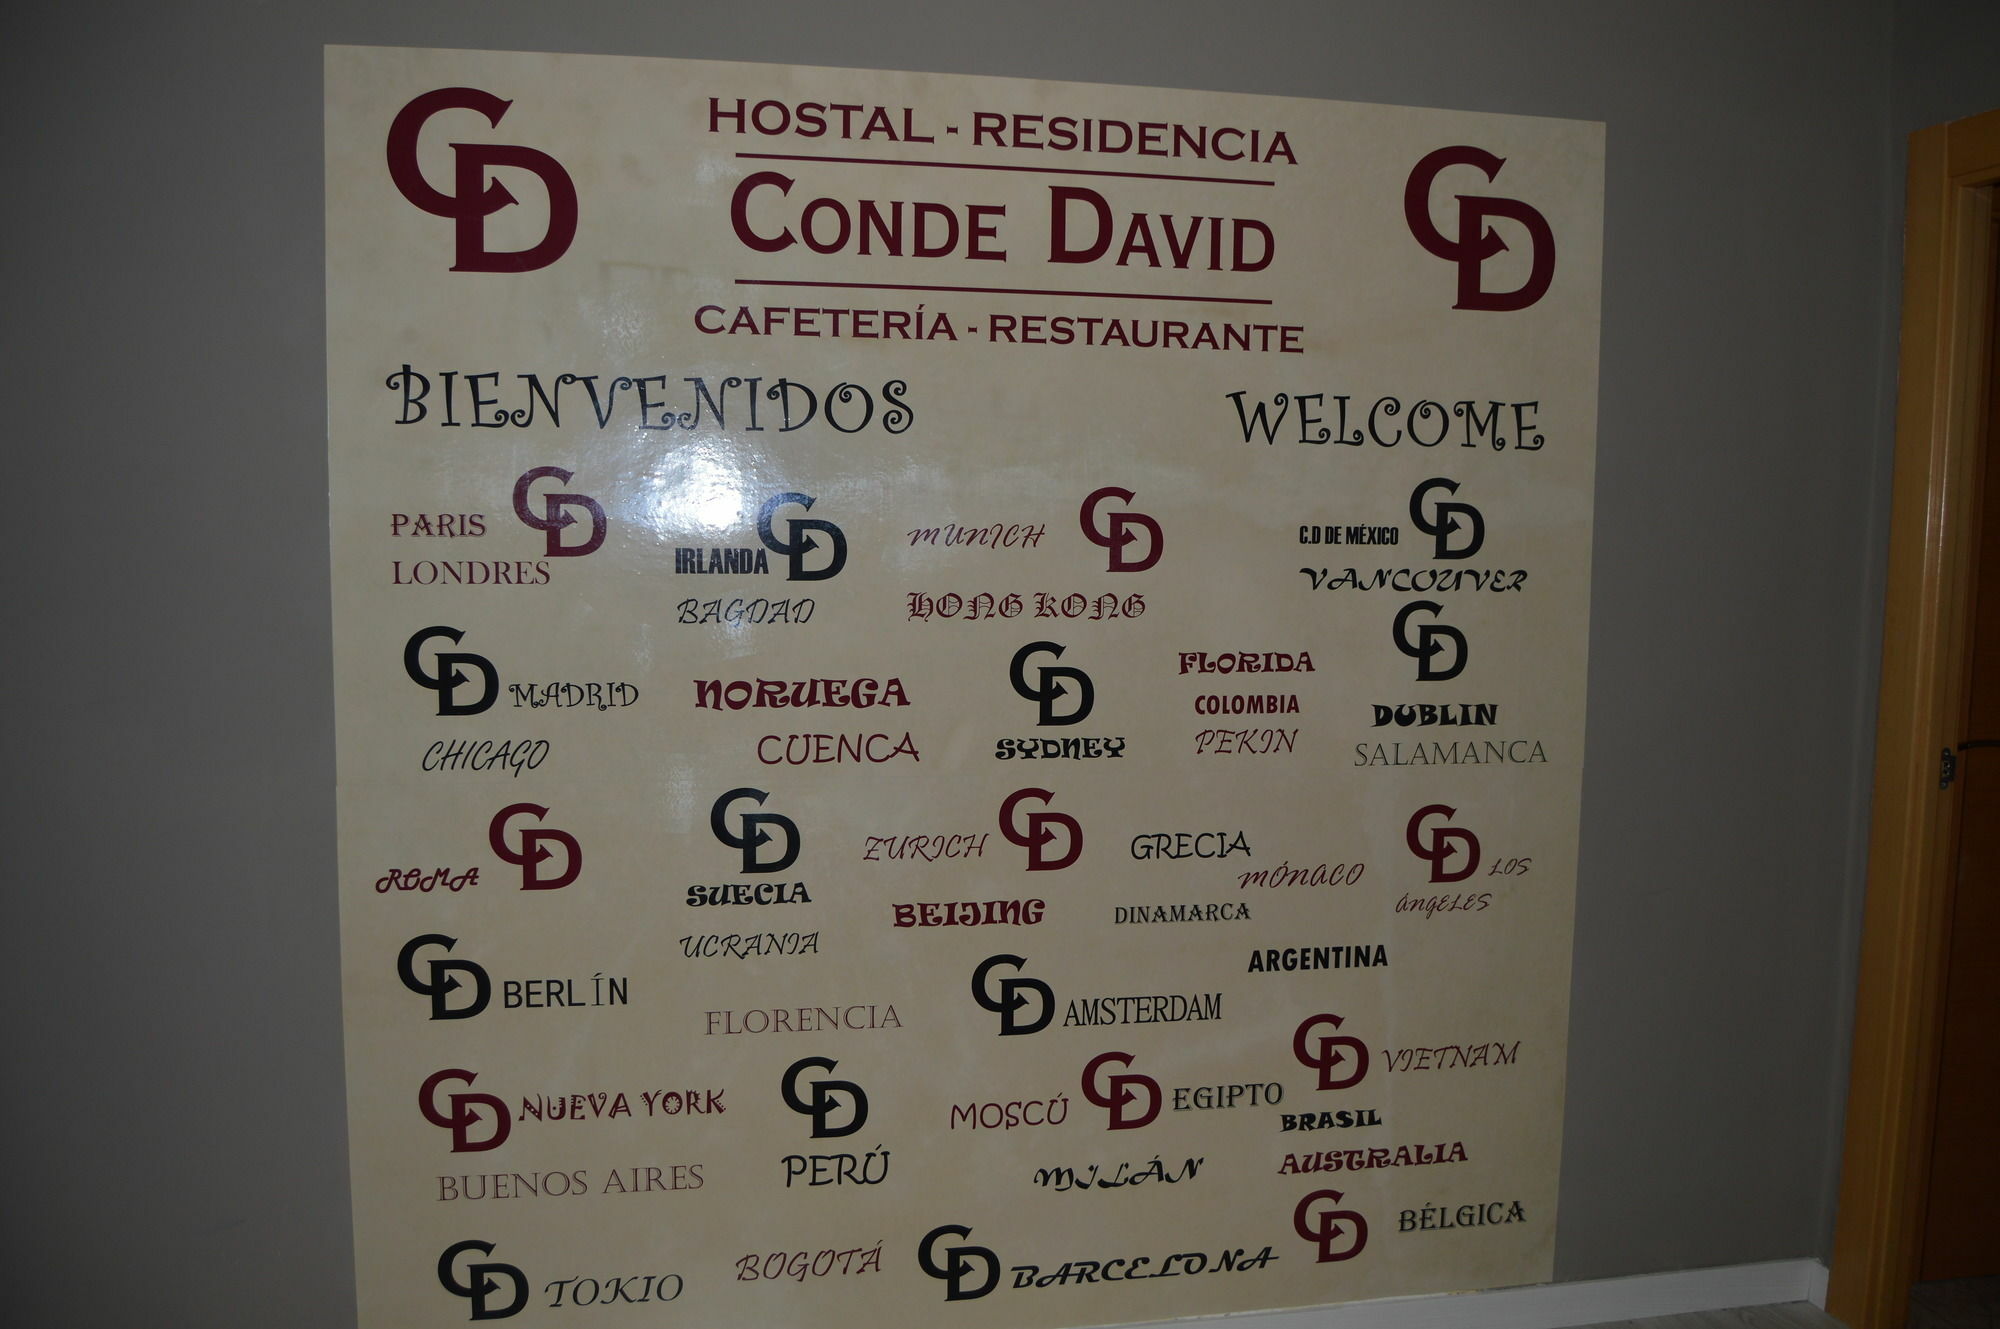 CD
HOSTAL - RESIDENCIA
CONDE DAVID
CAFETERÍA - RESTAURANTE
CD
BIENVENIDOS
WELCOME
PARIS
CD
LONDRES
IRLANDA
CD
BAGDAD
MUNICH
CD
HONG KONG
C.D DE MÉXICO
CD
VANCOUVER
CD
MADRID
CHICAGO
NORUEGA
CUENCA
CD
SYDNEY
FLORIDA
COLOMBIA
PEKIN
CD
DUBLIN
SALAMANCA
ROMA
CD
CD
SUECIA
UCRANIA
ZURICH
CD
BEIJING
GRECIA
MÓNACO
DINAMARCA
CD
LOS
ÁNGELES
CD
BERLÍN
FLORENCIA
CD
AMSTERDAM
ARGENTINA
CD
NUEVA YORK
BUENOS AIRES
CD
PERÚ
MOSCÚ
CD
EGIPTO
MILÁN
CD
VIETNAM
BRASIL
AUSTRALIA
CD
BÉLGICA
CD
TOKIO
BOGOTÁ
CD
BARCELONA